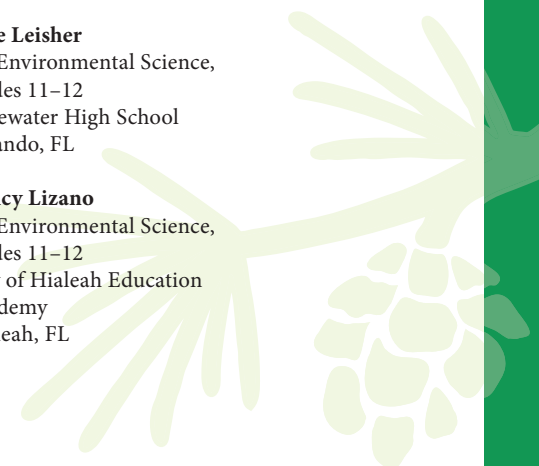 e Leisher
Environmental Science,
les 11–12
ewater High School
ando, FL
cy Lizano
Environmental Science,
les 11–12
of Hialeah Education
demy
eah, FL